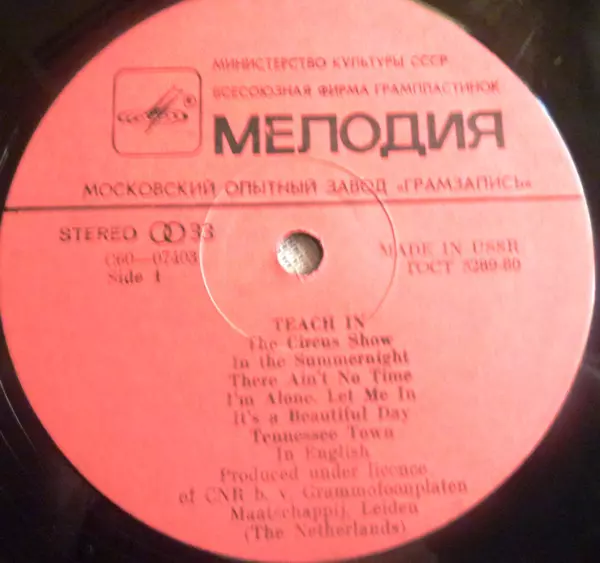 МИНИСТЕРСТВО КУЛЬТУРЫ СССР
ВСЕСОЮЗНАЯ ФИРМА ГРАМПЛАСТИНОК
®
МЕЛОДИЯ
МОСКОВСКИЙ ОПЫТНЫЙ ЗАВОД «ГРАМЗАПИСЬ»
STEREO 33
C60—07403
Side 1
MADE IN USSR
ГОСТ 5289-80
TEACH IN
The Circus Show
In the Summernight
There Ain't No Time
I'm Alone. Let Me In
It's a Beautiful Day
Tennessee Town
In English
Produced under licence
of CNR b. v. Grammofoonplaten
Maatschappij, Leiden
(The Netherlands)